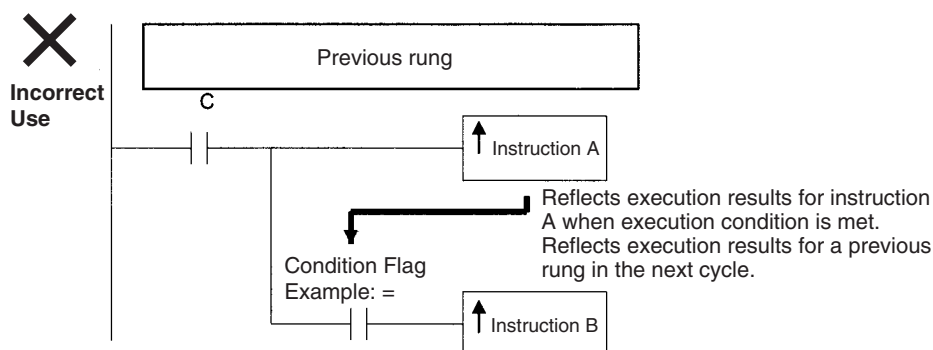 Previous rung
Incorrect
Use
C
Instruction A
Reflects execution results for instruction
A when execution condition is met.
Reflects execution results for a previous
rung in the next cycle.
Condition Flag
Example: =
Instruction B